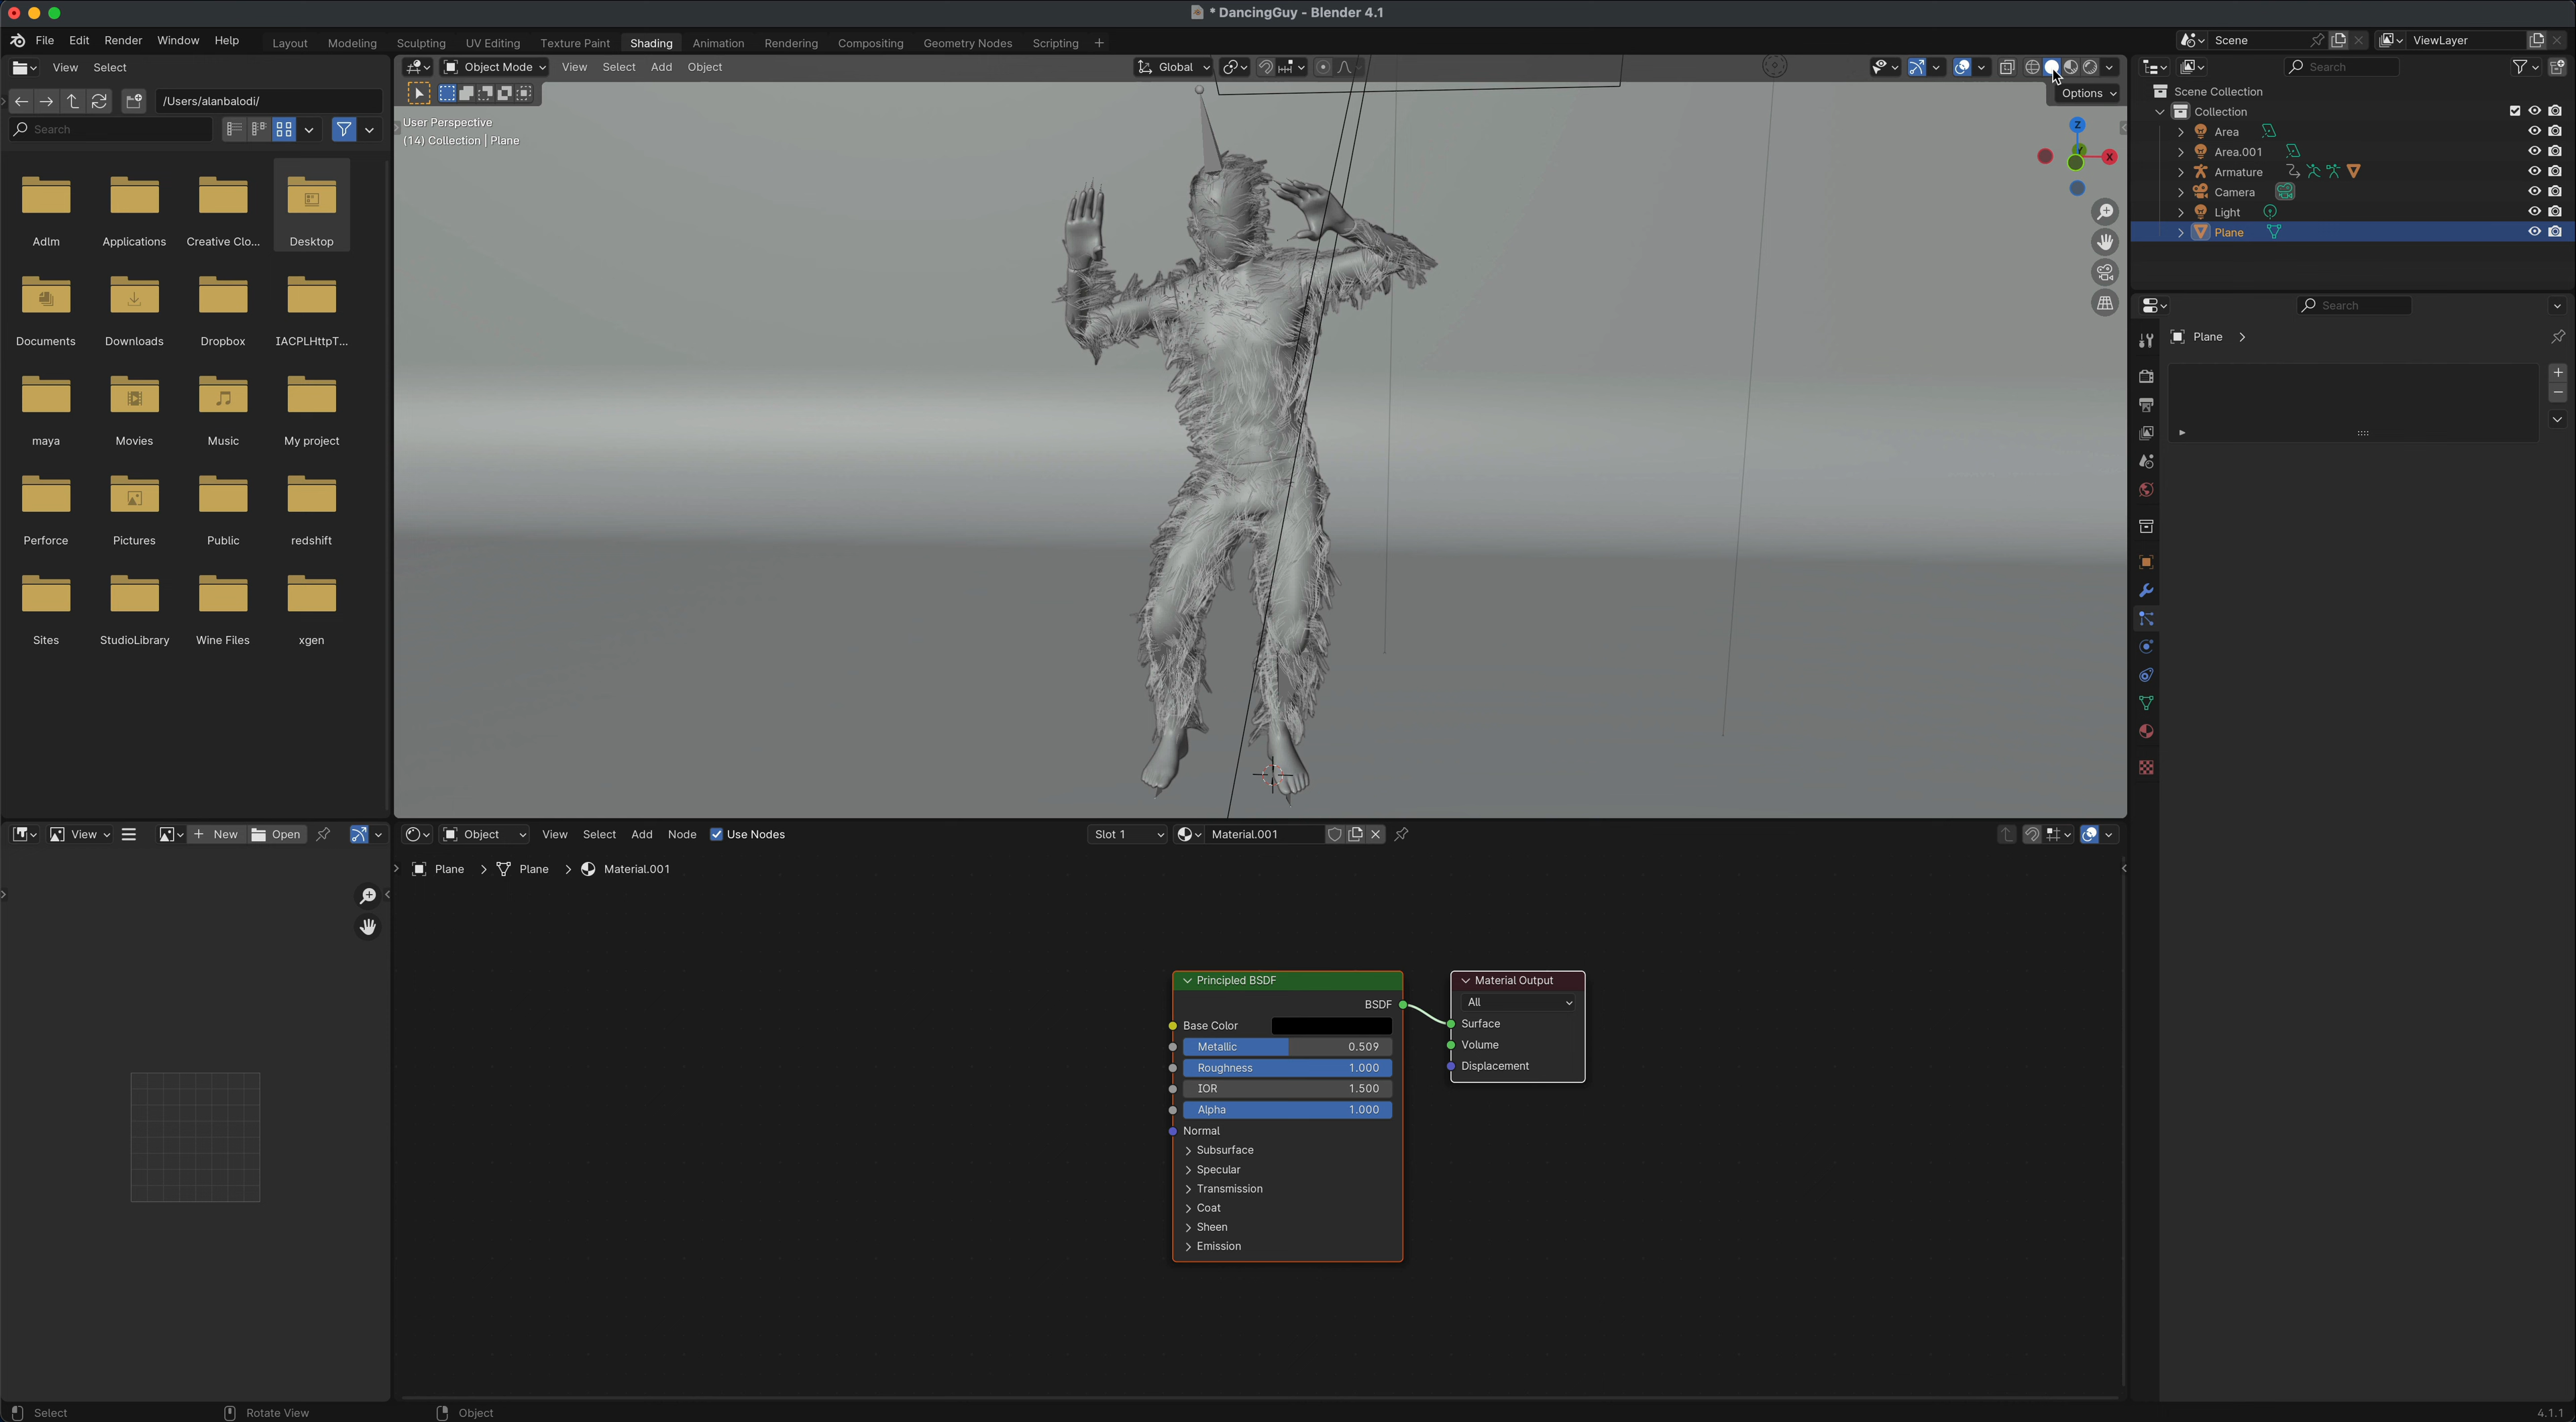 * DancingGuy - Blender 4.1
File Edit Render Window Help Layout Modeling Sculpting UV Editing Texture Paint Shading Animation Rendering Compositing Geometry Nodes Scripting + Scene ViewLayer
View Select
Object Mode View Select Add Object Global
Search
/Users/alanbalodi/
Options
Search
User Perspective
(14) Collection | Plane
Z
X
Scene Collection
Collection
Area
Area.001
Armature
Camera
Light
Plane
Search
Plane
Adlm Applications Creative Clo... Desktop
Documents Downloads Dropbox IACPLHttpT...
maya Movies Music My project
Perforce Pictures Public redshift
Sites StudioLibrary Wine Files xgen
View New Open
Object View Select Add Node Use Nodes Slot 1 Material.001
Plane Plane Material.001
Principled BSDF
BSDF
Base Color
Metallic 0.509
Roughness 1.000
IOR 1.500
Alpha 1.000
Normal
Subsurface
Specular
Transmission
Coat
Sheen
Emission
Material Output
All
Surface
Volume
Displacement
Select Rotate View Object 4.1.1